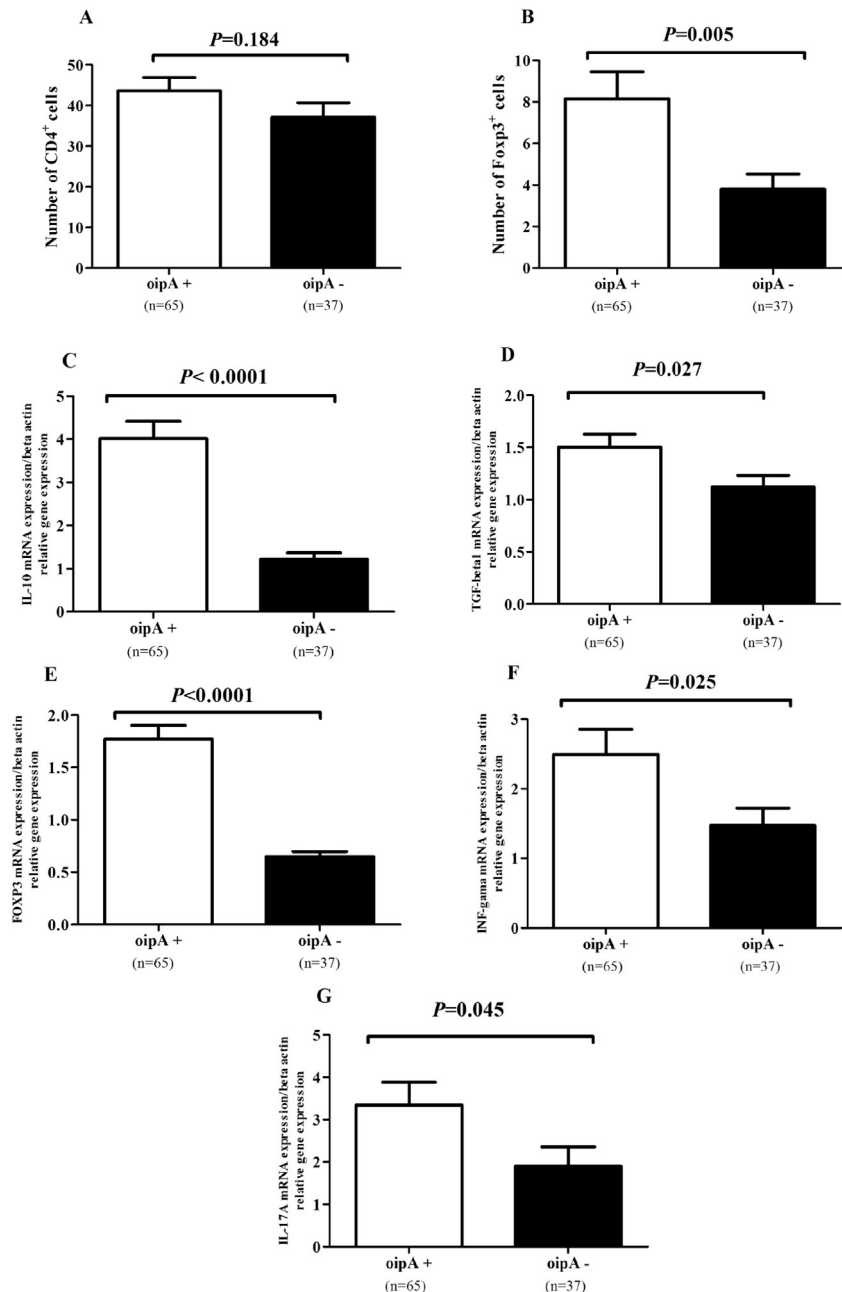 A
P=0.184
Number of CD4+ cells
50
40
30
20
10
0
oipA +
oipA -
(n=65)
(n=37)
B
P=0.005
Number of Foxp3+ cells
10
8
6
4
2
0
oipA +
oipA -
(n=65)
(n=37)
C
P< 0.0001
IL-10 mRNA expression/beta actin
relative gene expression
5
4
3
2
1
0
oipA +
oipA -
(n=65)
(n=37)
D
P=0.027
TGF-beta1 mRNA expression/beta actin
relative gene expression
2.0
1.5
1.0
0.5
0.0
oipA +
oipA -
(n=65)
(n=37)
E
P<0.0001
FOXP3 mRNA expression/beta actin
relative gene expression
2.0
1.5
1.0
0.5
0.0
oipA +
oipA -
(n=65)
(n=37)
F
P=0.025
INF-gama mRNA expression/beta actin
relative gene expression
3
2
1
0
oipA +
oipA -
(n=65)
(n=37)
G
P=0.045
IL-17A mRNA expression/beta actin
relative gene expression
5
4
3
2
1
0
oipA +
oipA -
(n=65)
(n=37)